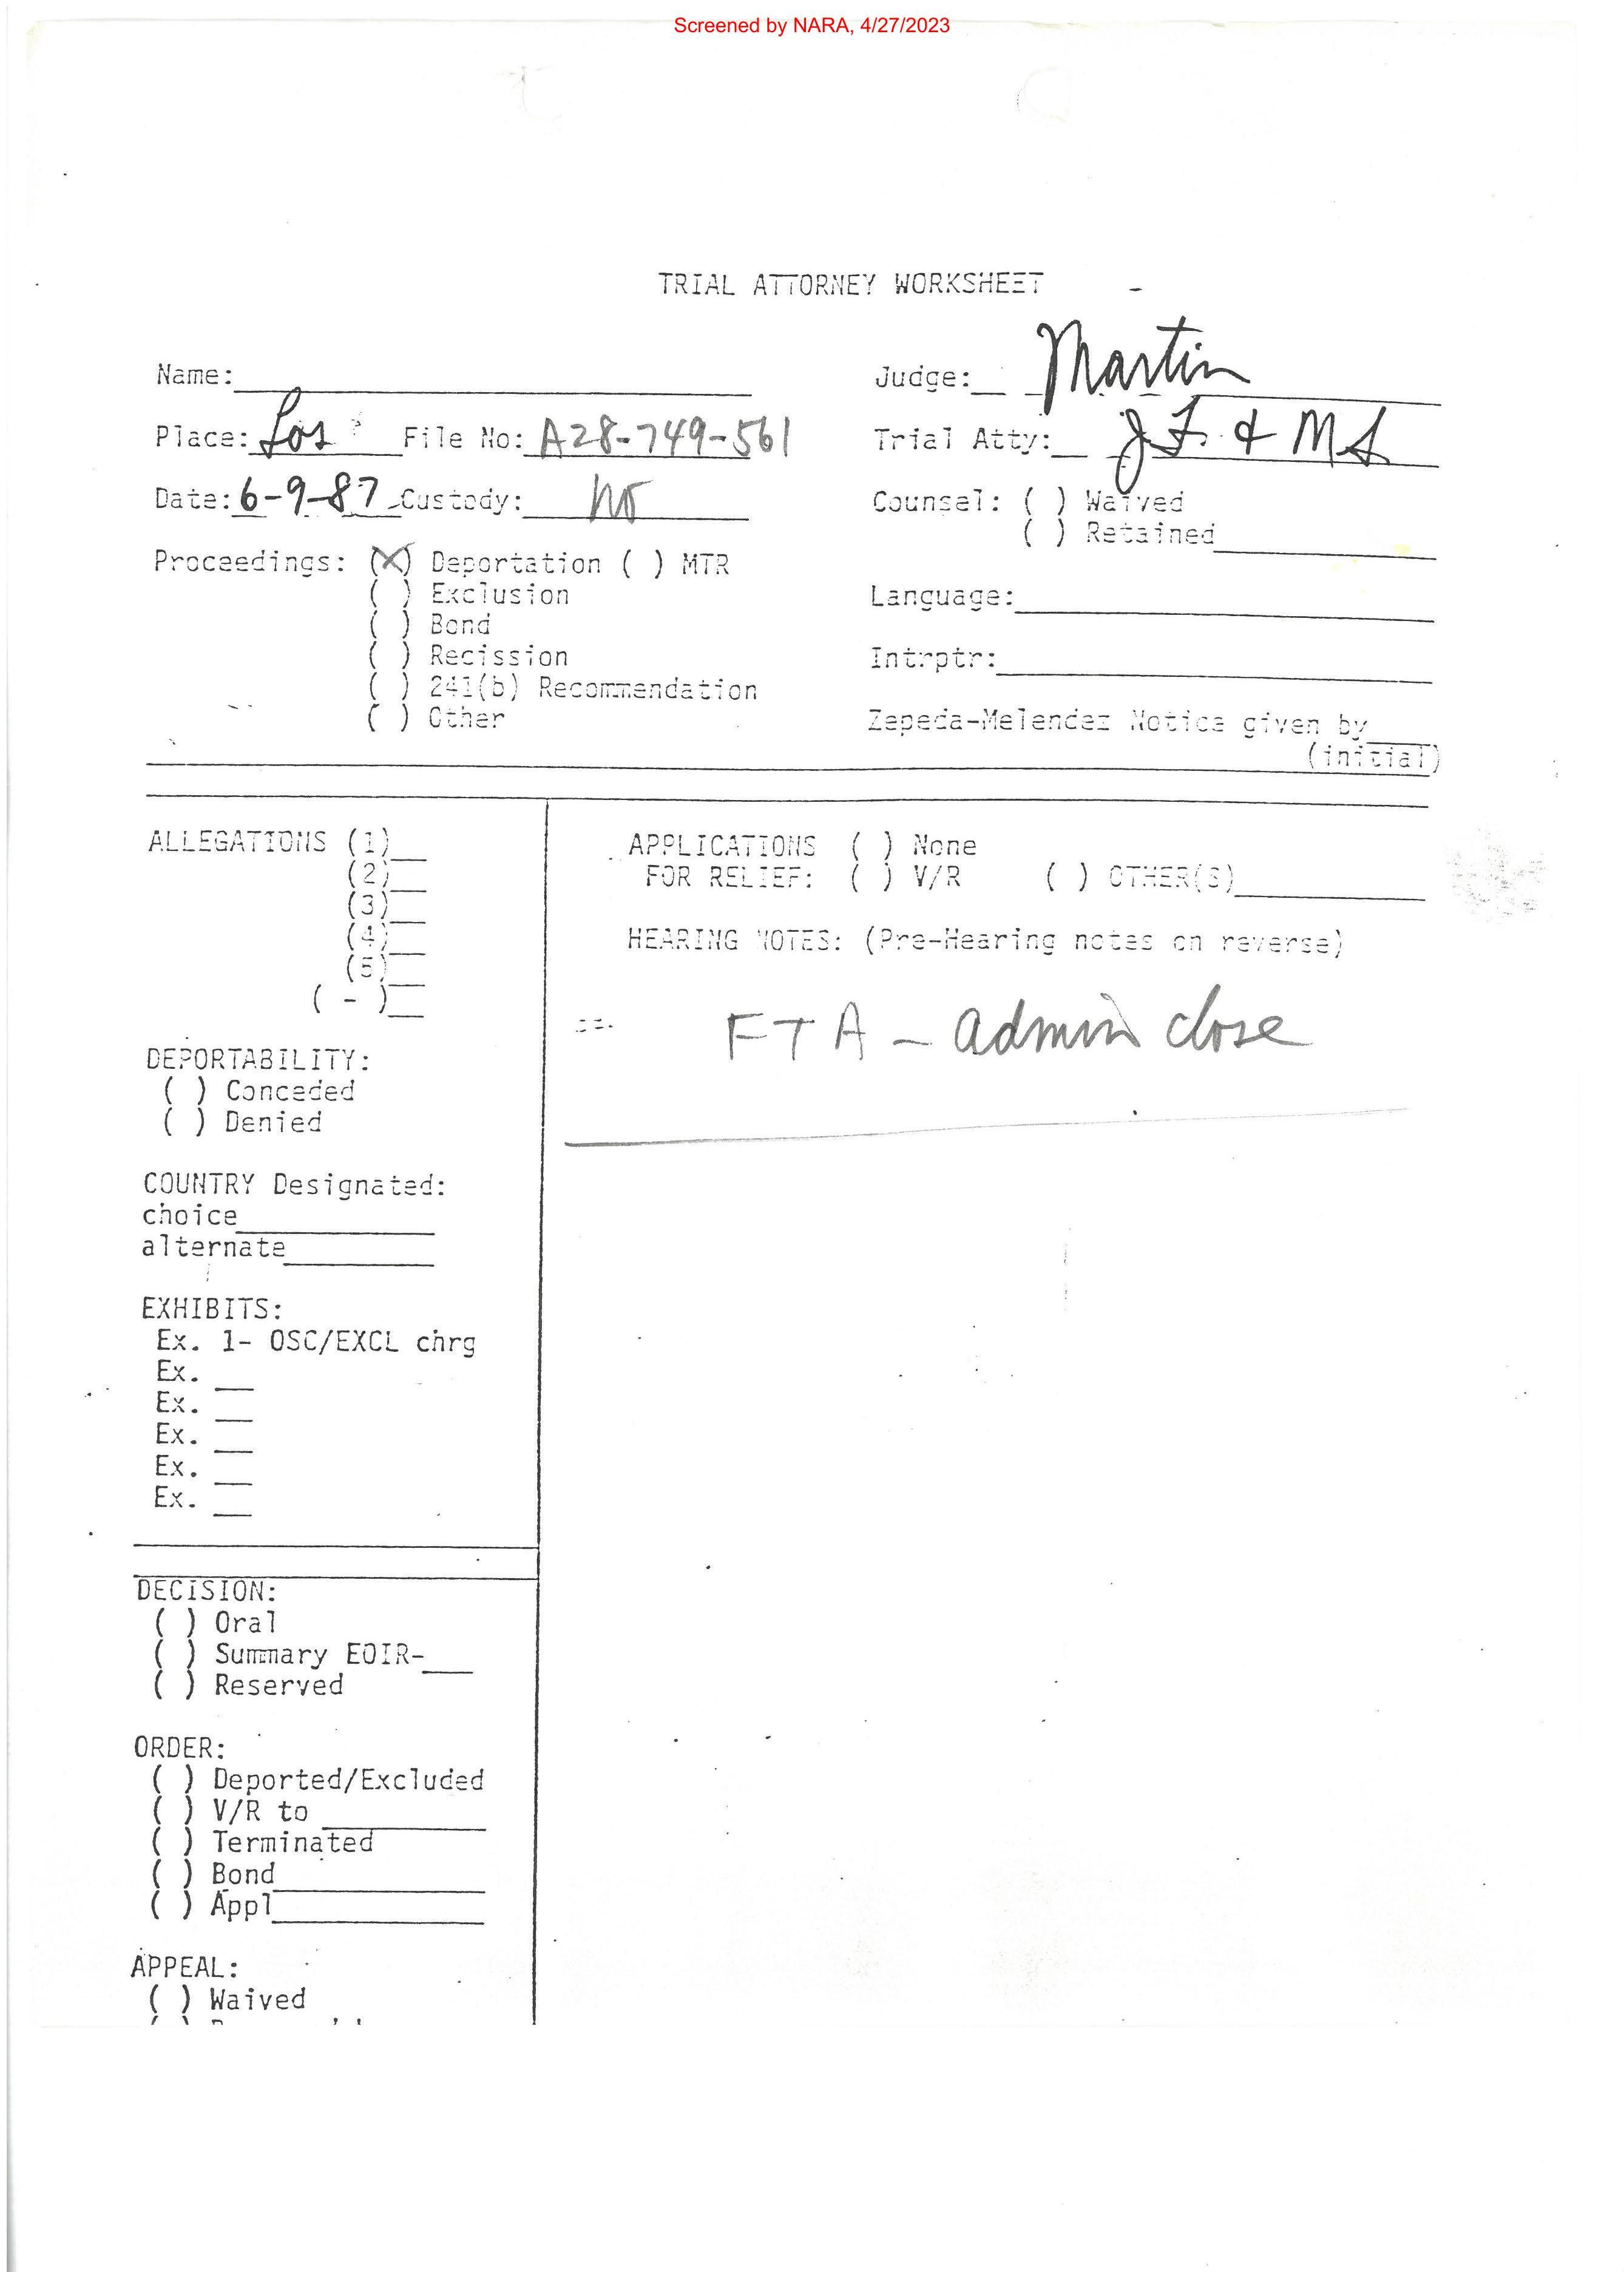 Screened by NARA, 4/27/2023
TRIAL ATTORNEY WORKSHEET
Name:
Judge: Martin
Place: Los File No: A28-749-561
Trial Atty: JF & MS
Date: 6-9-87 Custody: no
Counsel: ( ) Waived
( ) Retained
Proceedings: (X) Deportation ( ) MTR
( ) Exclusion
( ) Bond
( ) Recission
( ) 241(b) Recommendation
( ) Other
Language:
Intrptr:
Zepeda-Melendez Notice given by
(initial)
ALLEGATIONS (1)
(2)
(3)
(4)
(5)
( - )
DEPORTABILITY:
( ) Conceded
( ) Denied
COUNTRY Designated:
choice
alternate
EXHIBITS:
Ex. 1- OSC/EXCL chrg
Ex.
Ex.
Ex.
Ex.
Ex.
DECISION:
( ) Oral
( ) Summary EOIR-
( ) Reserved
ORDER:
( ) Deported/Excluded
( ) V/R to
( ) Terminated
( ) Bond
( ) Appl
APPEAL:
( ) Waived
APPLICATIONS ( ) None
FOR RELIEF: ( ) V/R ( ) OTHER(S)
HEARING NOTES: (Pre-Hearing notes on reverse)
FTA - admin close